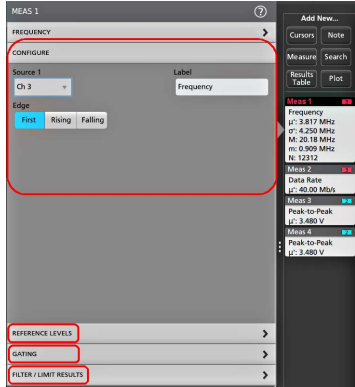 MEAS 1
FREQUENCY
CONFIGURE
Source 1
Label
Ch 3
Frequency
Edge
First Rising Falling
REFERENCE LEVELS
GATING
FILTER / LIMIT RESULTS
Add New...
Cursors Note
Measure Search
Results Table Plot
Meas 1
Frequency
μ': 3.817 MHz
σ': 4.250 MHz
M: 20.18 MHz
m: 0.909 MHz
N: 12312
Meas 2
Data Rate
μ': 40.00 Mb/s
Meas 3
Peak-to-Peak
μ': 3.480 V
Meas 4
Peak-to-Peak
μ': 3.480 V